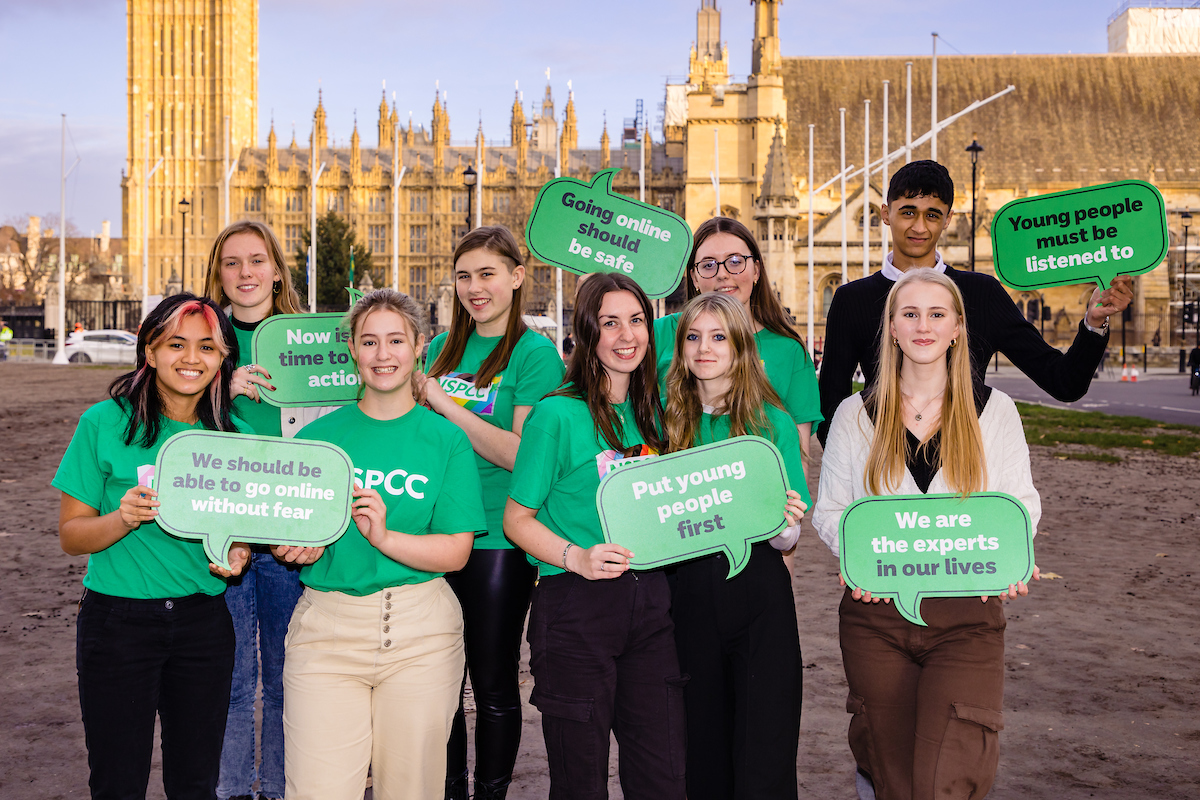 Going online
should
be safe
Young people
must be
listened to
Now is
time to
action
NSPCC
We should be
able to go online
without fear
SPCC
Put young
people
first
We are
the experts
in our lives